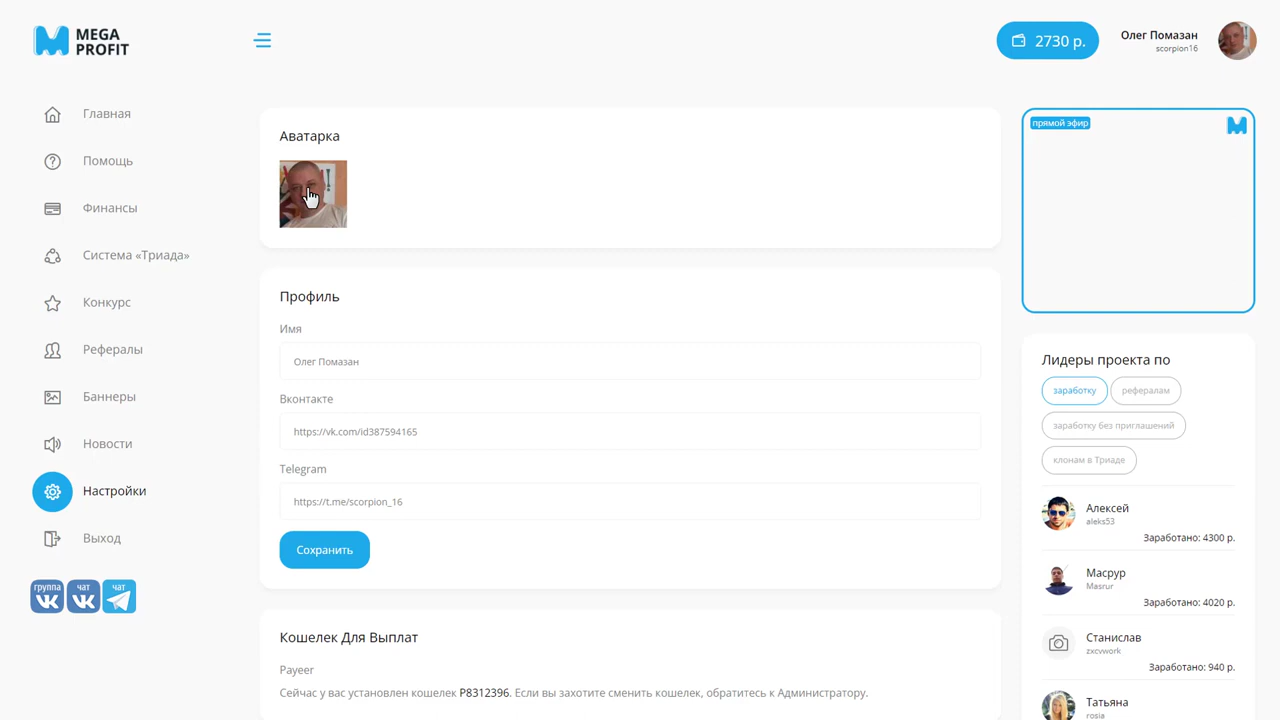 MEGA
PROFIT
2730 р.
Олег Помазан
scorpion16
Главная
Помощь
Финансы
Система «Триада»
Конкурс
Рефералы
Баннеры
Новости
Настройки
Выход
группа
чат
чат
Аватарка
Профиль
Имя
Олег Помазан
Вконтакте
https://vk.com/id387594165
Telegram
https://t.me/scorpion_16
Сохранить
Кошелек Для Выплат
Payeer
Сейчас у вас установлен кошелек P8312396. Если вы захотите сменить кошелек, обратитесь к Администратору.
прямой эфир
Лидеры проекта по
заработку
рефералам
заработку без приглашений
клонам в Триаде
Алексей
aleks53
Заработано: 4300 р.
Масрур
Masrur
Заработано: 4020 р.
Станислав
zxcvwork
Заработано: 940 р.
Татьяна
rosia